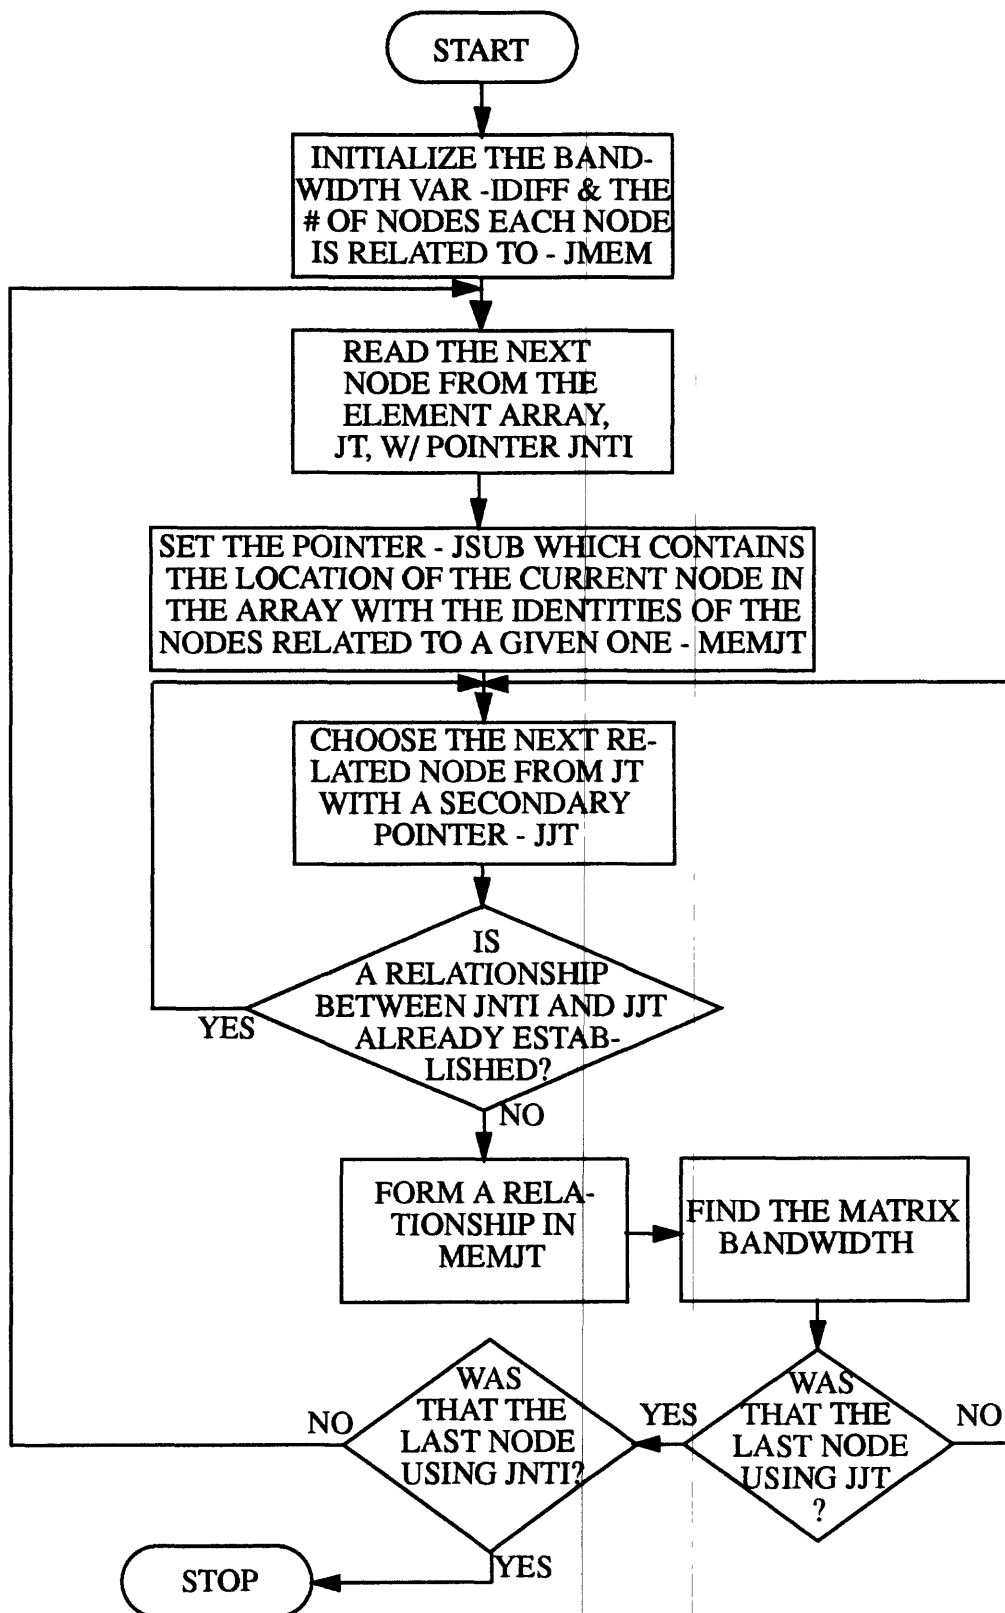 START
INITIALIZE THE BAND-
WIDTH VAR -IDIFF & THE
# OF NODES EACH NODE
IS RELATED TO - JMEM
READ THE NEXT
NODE FROM THE
ELEMENT ARRAY,
JT, W/ POINTER JNTI
SET THE POINTER - JSUB WHICH CONTAINS
THE LOCATION OF THE CURRENT NODE IN
THE ARRAY WITH THE IDENTITIES OF THE
NODES RELATED TO A GIVEN ONE - MEMJT
CHOOSE THE NEXT RE-
LATED NODE FROM JT
WITH A SECONDARY
POINTER - JJT
IS
A RELATIONSHIP
BETWEEN JNTI AND JJT
ALREADY ESTAB-
LISHED?
YES
NO
FORM A RELA-
TIONSHIP IN
MEMJT
FIND THE MATRIX
BANDWIDTH
WAS
THAT THE
LAST NODE
USING JJT
?
NO
YES
WAS
THAT THE
LAST NODE
USING JNTI?
NO
YES
STOP